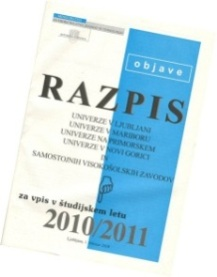 objave
RAZPIS
UNIVERZE V LJUBLJANI
UNIVERZE V MARIBORU
UNIVERZE NA PRIMORSKEM
UNIVERZE V NOVI GORICI
IN
SAMOSTOJNIH VISOKOŠOLSKIH ZAVODOV
za vpis v študijskem letu
2010/2011
Ljubljana